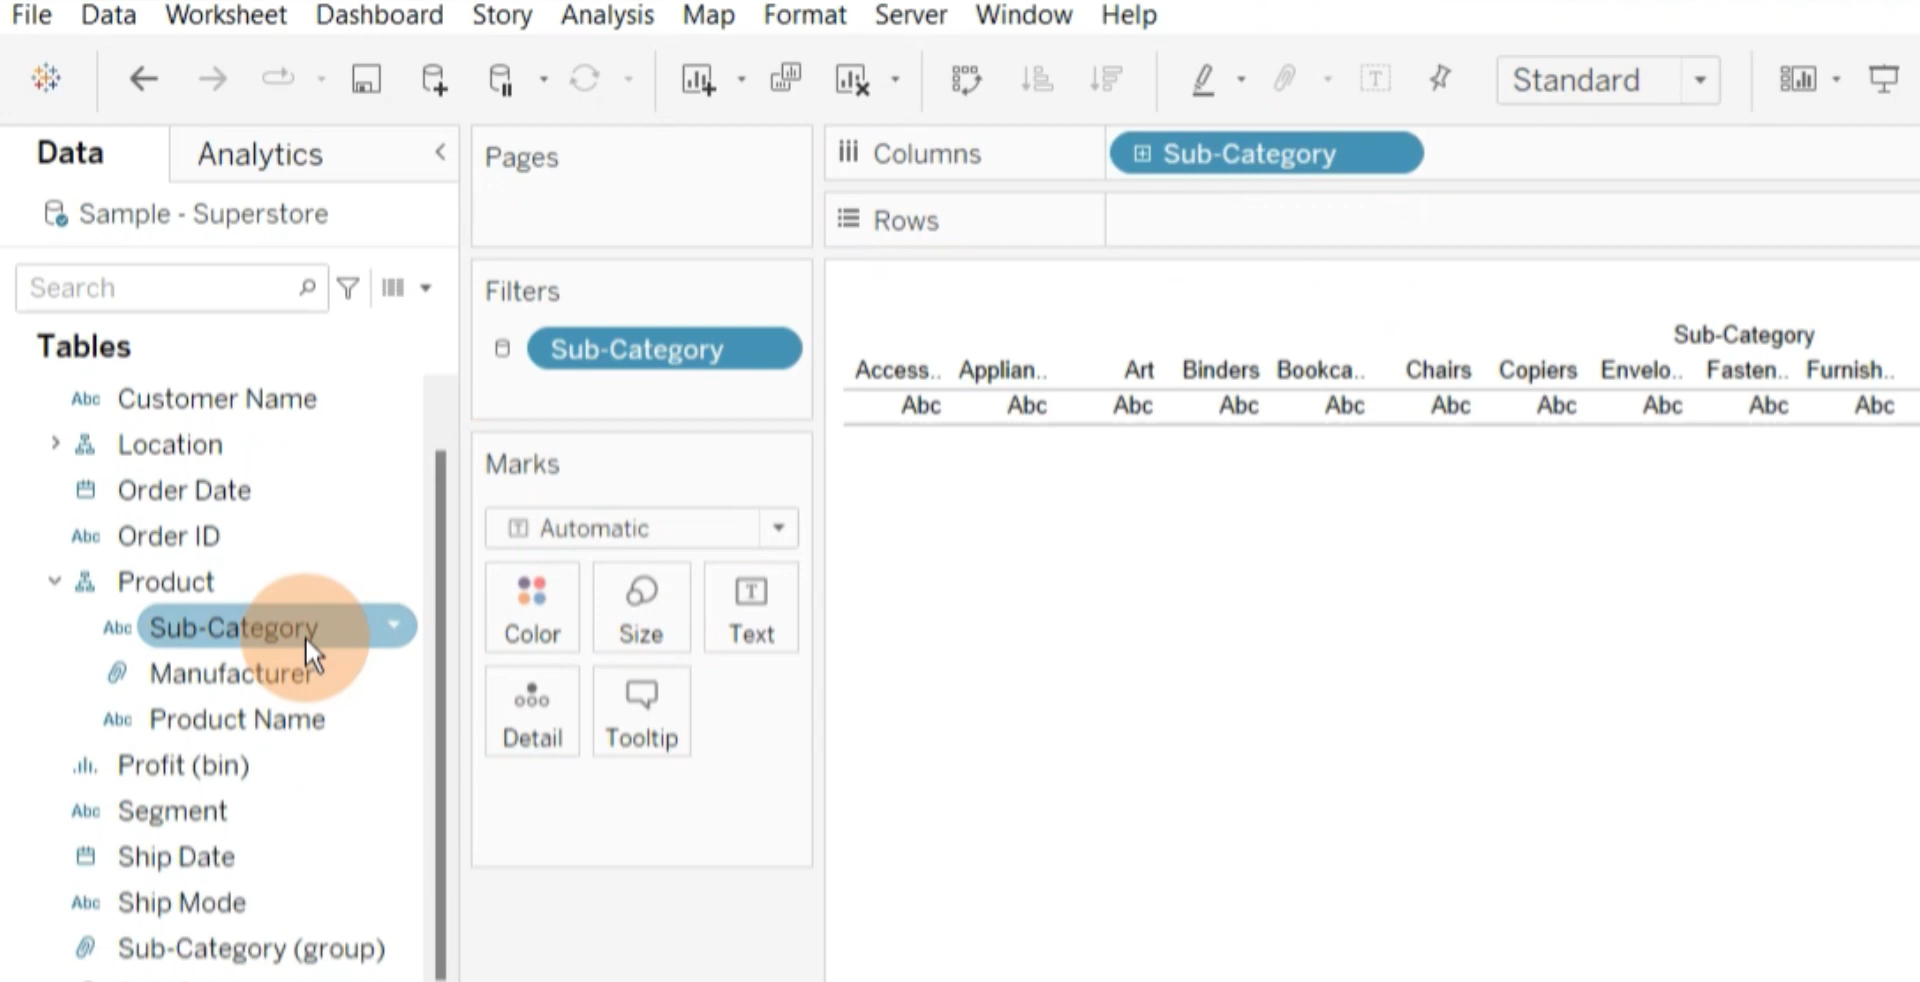 File Data Worksheet Dashboard Story Analysis Map Format Server Window Help
Standard
Data Analytics
Sample - Superstore
Search
Tables
Abc Customer Name
Location
Order Date
Abc Order ID
Product
Abc Sub-Category
Manufacturer
Abc Product Name
Profit (bin)
Abc Segment
Ship Date
Abc Ship Mode
Sub-Category (group)
Pages
Filters
Sub-Category
Marks
Automatic
Color Size Text
Detail Tooltip
Columns Sub-Category
Rows
Sub-Category
Access.. Applian.. Art Binders Bookca.. Chairs Copiers Envelo.. Fasten.. Furnish..
Abc Abc Abc Abc Abc Abc Abc Abc Abc Abc